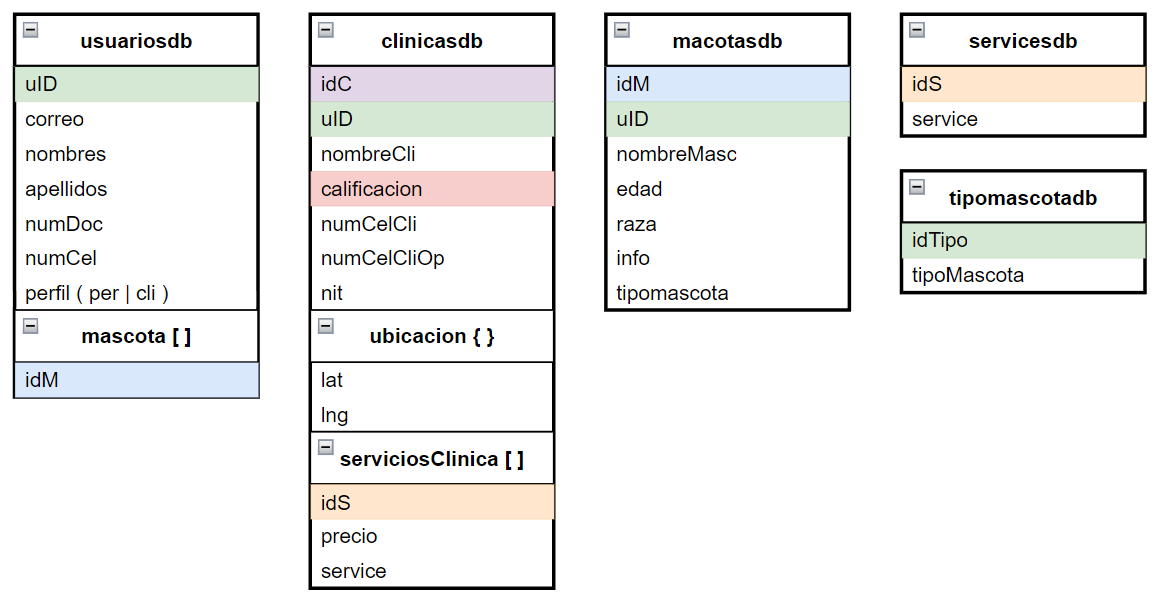 usuariosdb
uID
correo
nombres
apellidos
numDoc
numCel
perfil ( per | cli )
mascota [ ]
idM
clinicasdb
idC
uID
nombreCli
calificacion
numCelCli
numCelCliOp
nit
ubicacion { }
lat
lng
serviciosClinica [ ]
idS
precio
service
macotasdb
idM
uID
nombreMasc
edad
raza
info
tipomascota
servicesdb
idS
service
tipomascotadb
idTipo
tipoMascota